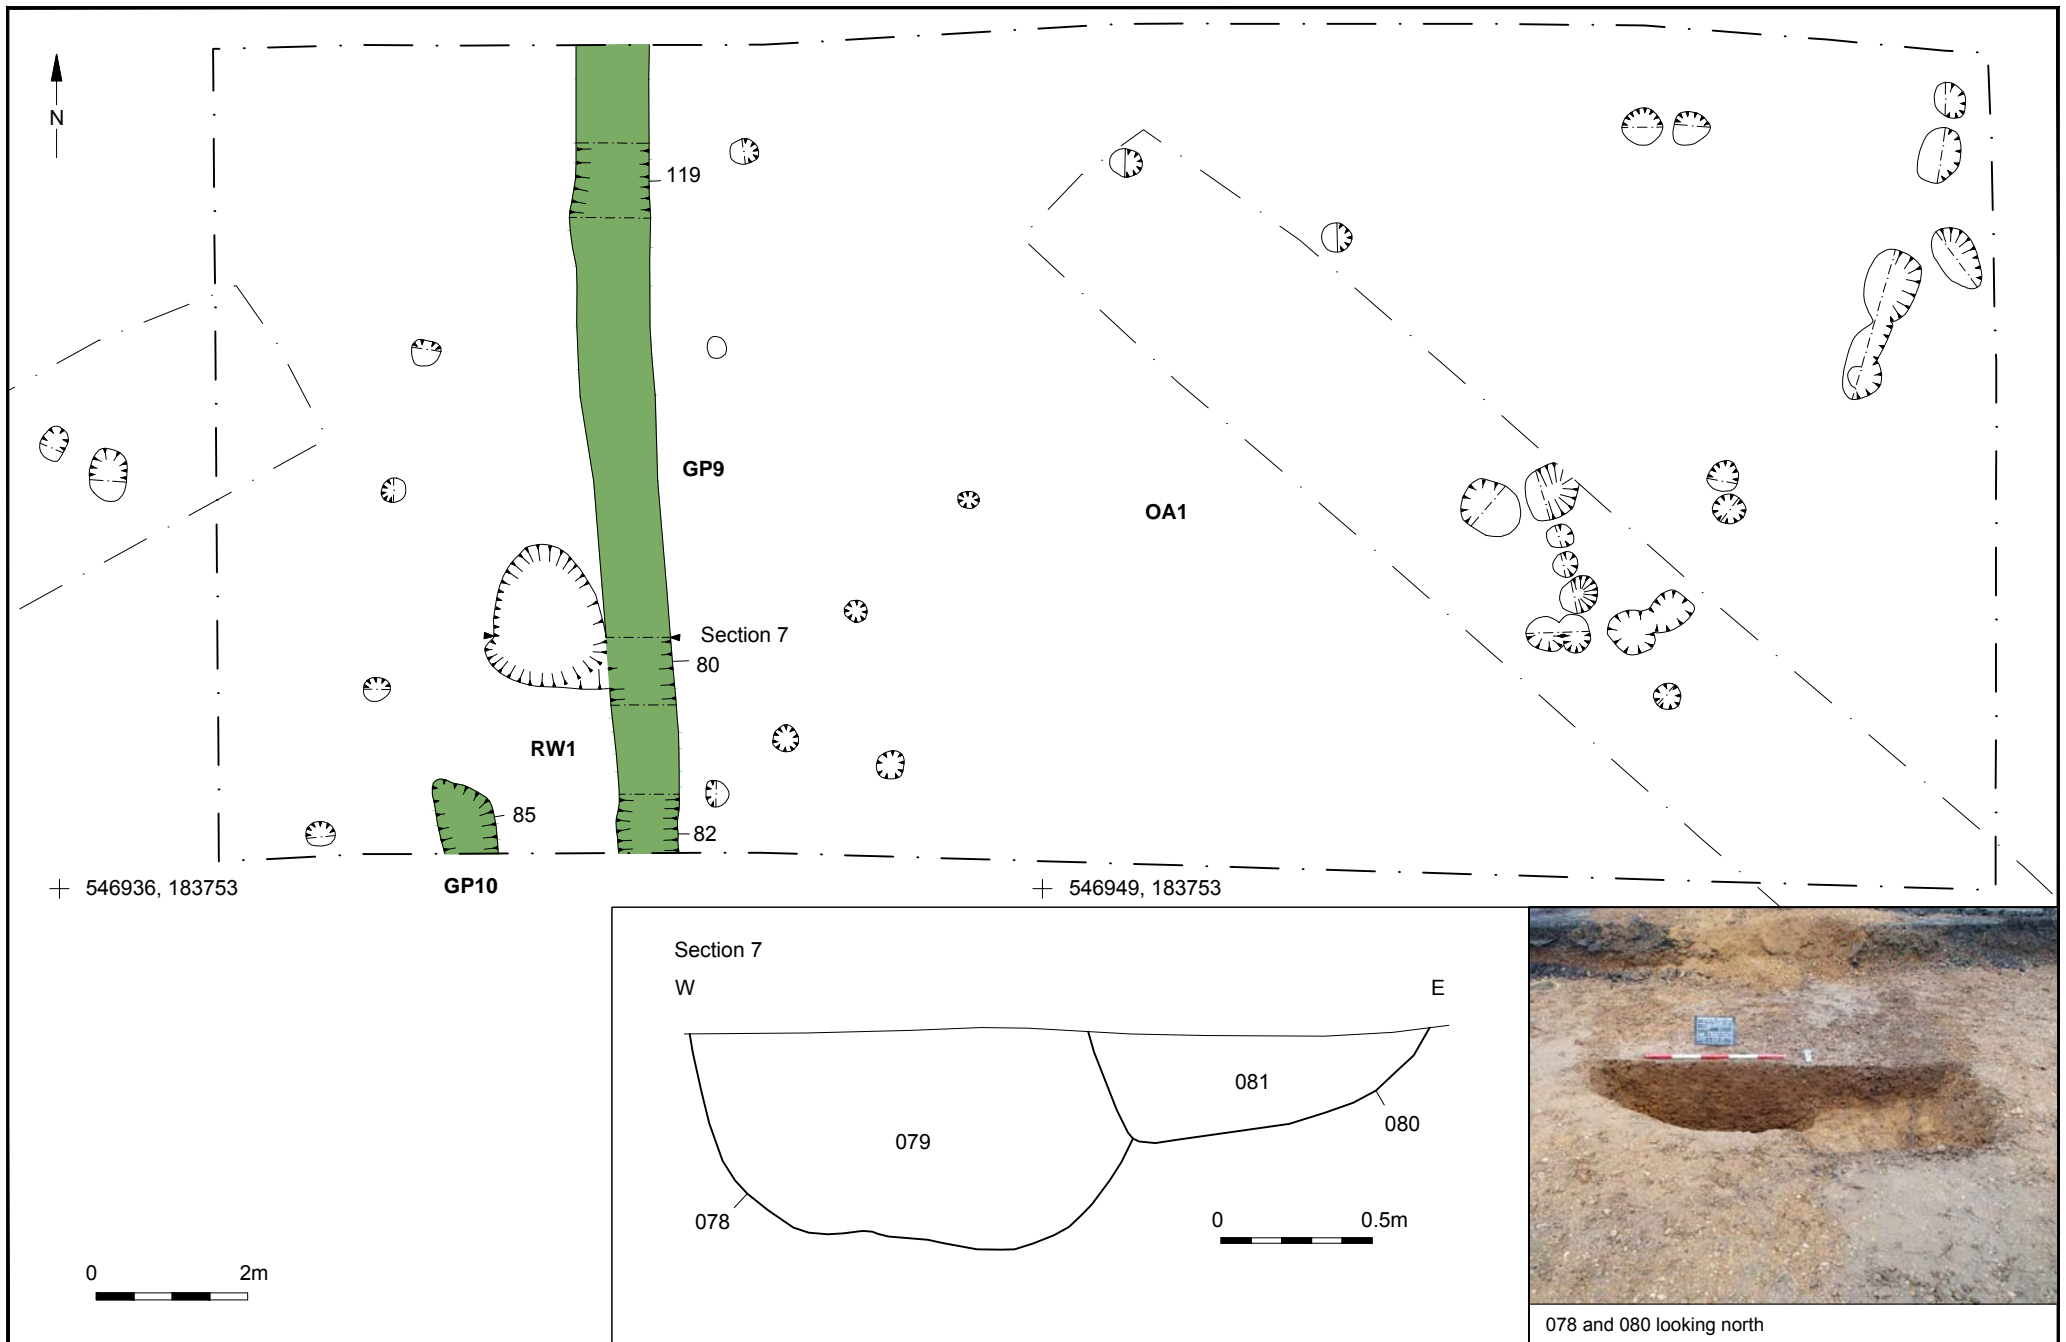 N
119
GP9
OA1
Section 7
80
RW1
85
82
546936, 183753
GP10
546949, 183753
Section 7
W
E
081
079
080
078
0
0.5m
0
2m
078 and 080 looking north